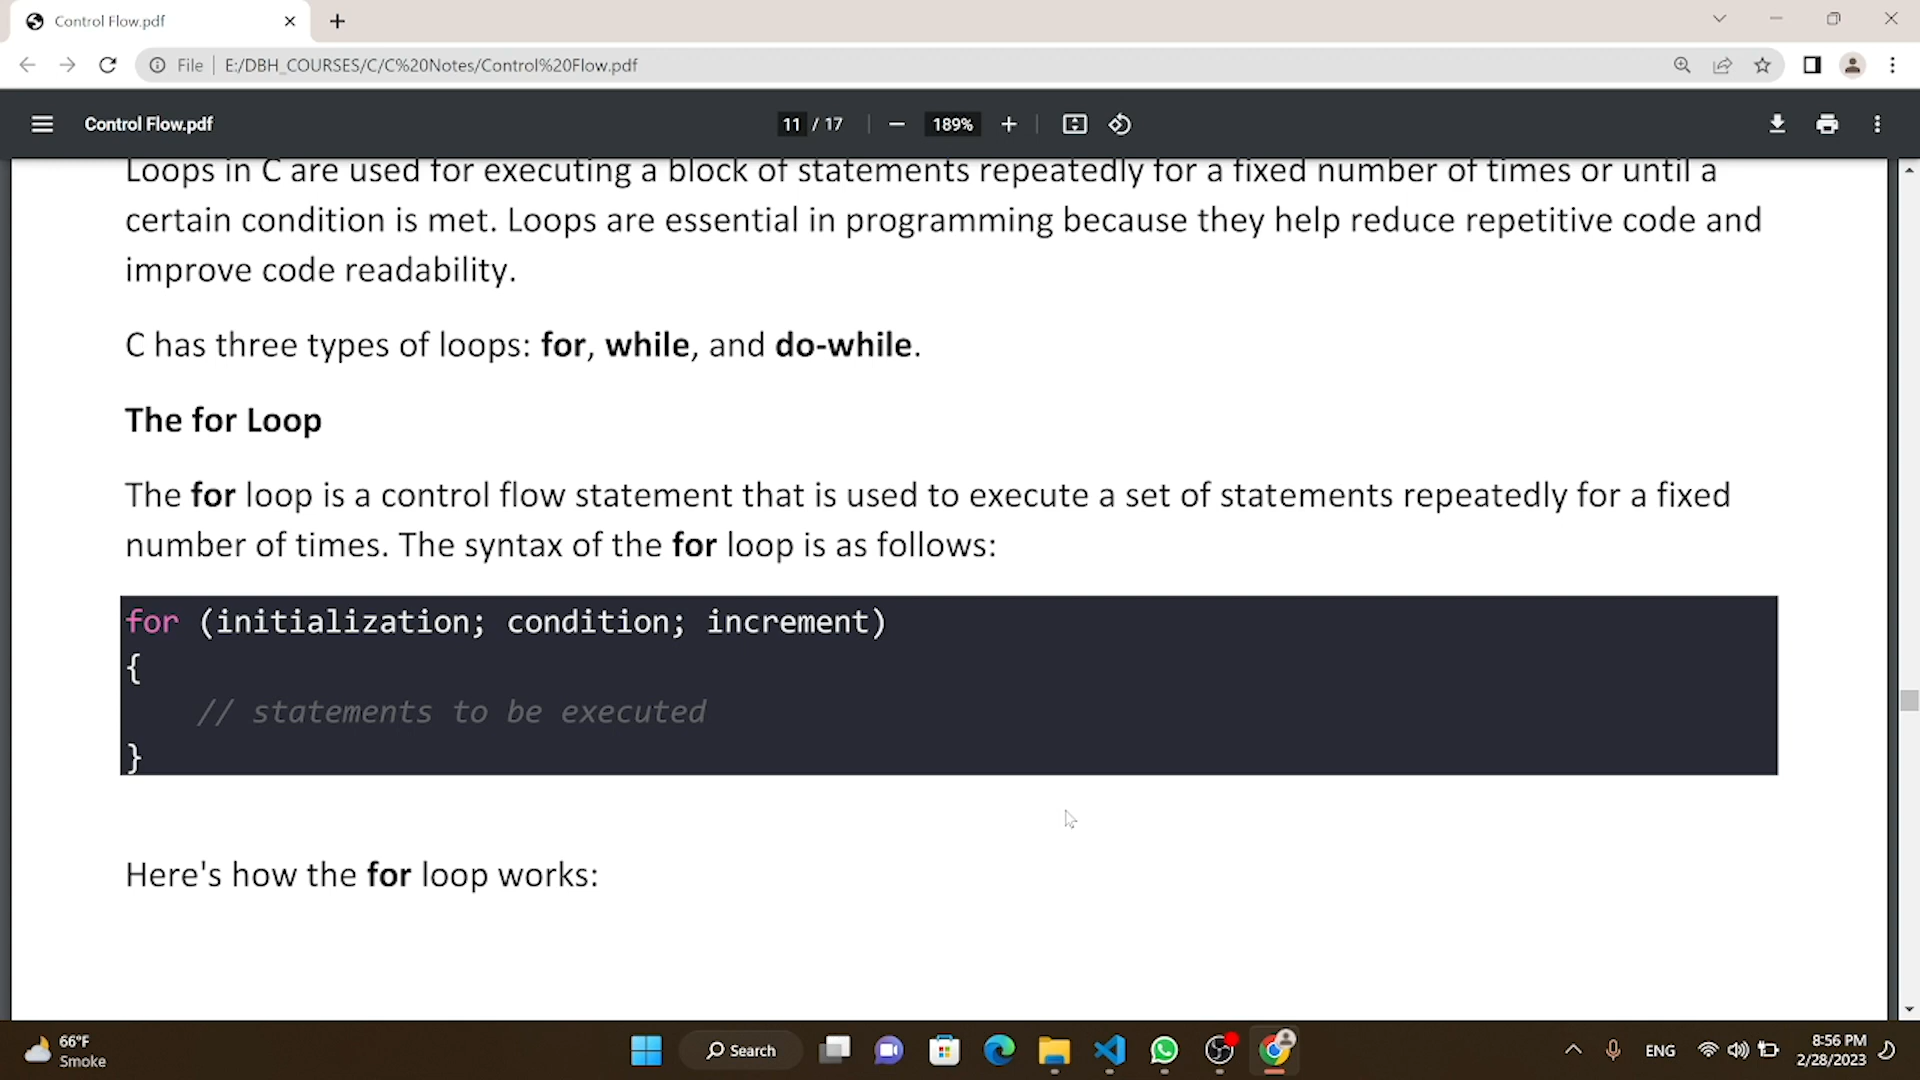 Control Flow.pdf
File | E:/DBH_COURSES/C/C%20Notes/Control%20Flow.pdf
Control Flow.pdf 11 / 17 189%
Loops in C are used for executing a block of statements repeatedly for a fixed number of times or until a
certain condition is met. Loops are essential in programming because they help reduce repetitive code and
improve code readability.
C has three types of loops: for, while, and do-while.
The for Loop
The for loop is a control flow statement that is used to execute a set of statements repeatedly for a fixed
number of times. The syntax of the for loop is as follows:
for (initialization; condition; increment)
{
// statements to be executed
}
Here's how the for loop works:
66°F
Smoke
Search
ENG
8:56 PM
2/28/2023